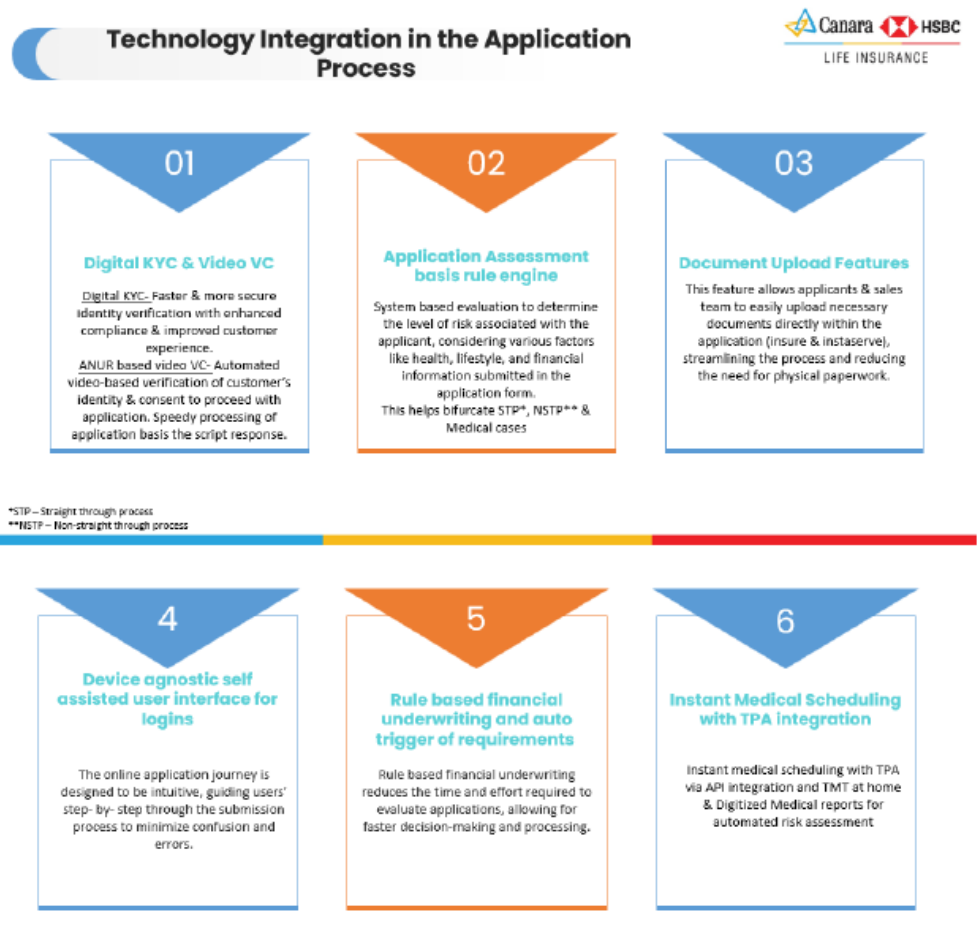 Technology Integration in the Application
Process
Canara HSBC
LIFE INSURANCE
01
Digital KYC & Video VC
Digital KYC- Faster & more secure
identity verification with enhanced
compliance & improved customer
experience.
ANUR based video VC- Automated
video-based verification of customer's
identity & consent to proceed with
application. Speedy processing of
application basis the script response.
02
Application Assessment
basis rule engine
System based evaluation to determine
the level of risk associated with the
applicant, considering various factors
like health, lifestyle, and financial
information submitted in the
application form.
This helps bifurcate STP*, NSTP** &
Medical cases
03
Document Upload Features
This feature allows applicants & sales
team to easily upload necessary
documents directly within the
application (insure & instaserve),
streamlining the process and reducing
the need for physical paperwork.
*STP – Straight through process
**NSTP – Non-straight through process
4
Device agnostic self
assisted user interface for
logins
The online application journey is
designed to be intuitive, guiding users'
step- by- step through the submission
process to minimize confusion and
errors.
5
Rule based financial
underwriting and auto
trigger of requirements
Rule based financial underwriting
reduces the time and effort required to
evaluate applications, allowing for
faster decision-making and processing.
6
Instant Medical Scheduling
with TPA integration
Instant medical scheduling with TPA
via API integration and TMT at home
& Digitized Medical reports for
automated risk assessment